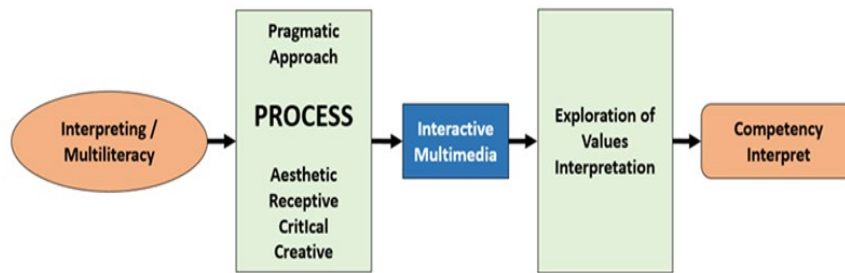 Interpreting /
Multiliteracy
Pragmatic
Approach
PROCESS
Aesthetic
Receptive
CritIcal
Creative
Interactive
Multimedia
Exploration of
Values
Interpretation
Competency
Interpret